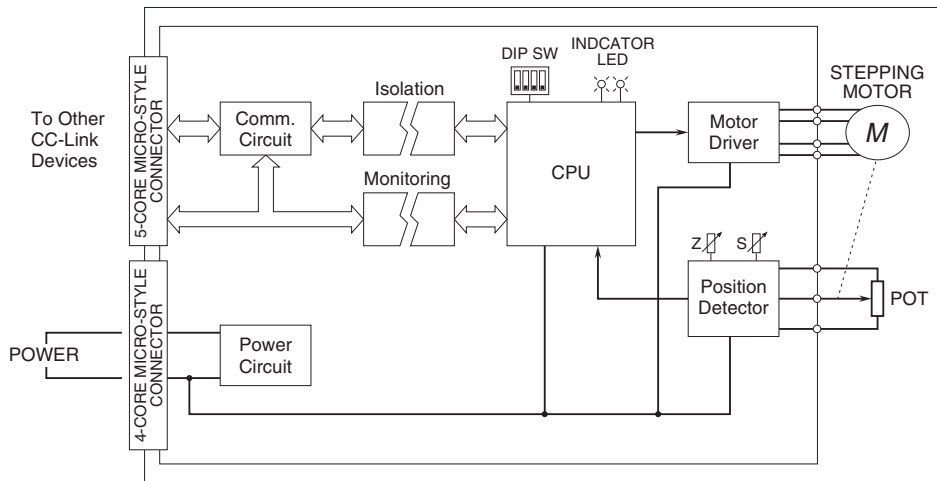 DIP SW
INDCATOR
LED
STEPPING
MOTOR
To Other
CC-Link
Devices
5-CORE MICRO-STYLE
CONNECTOR
Comm.
Circuit
Isolation
Monitoring
CPU
Motor
Driver
M
Z
S
Position
Detector
POT
POWER
4-CORE MICRO-STYLE
CONNECTOR
Power
Circuit